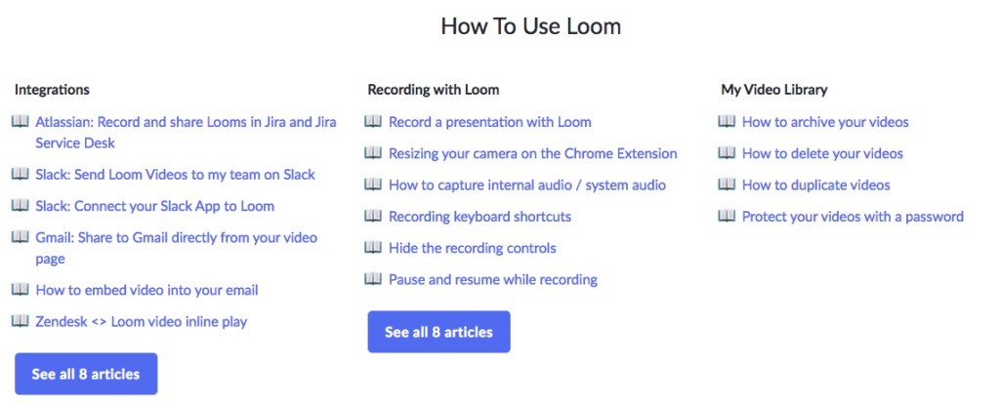 How To Use Loom
Integrations
Atlassian: Record and share Looms in Jira and Jira
Service Desk
Slack: Send Loom Videos to my team on Slack
Slack: Connect your Slack App to Loom
Gmail: Share to Gmail directly from your video
page
How to embed video into your email
Zendesk <> Loom video inline play
See all 8 articles
Recording with Loom
Record a presentation with Loom
Resizing your camera on the Chrome Extension
How to capture internal audio / system audio
Recording keyboard shortcuts
Hide the recording controls
Pause and resume while recording
See all 8 articles
My Video Library
How to archive your videos
How to delete your videos
How to duplicate videos
Protect your videos with a password